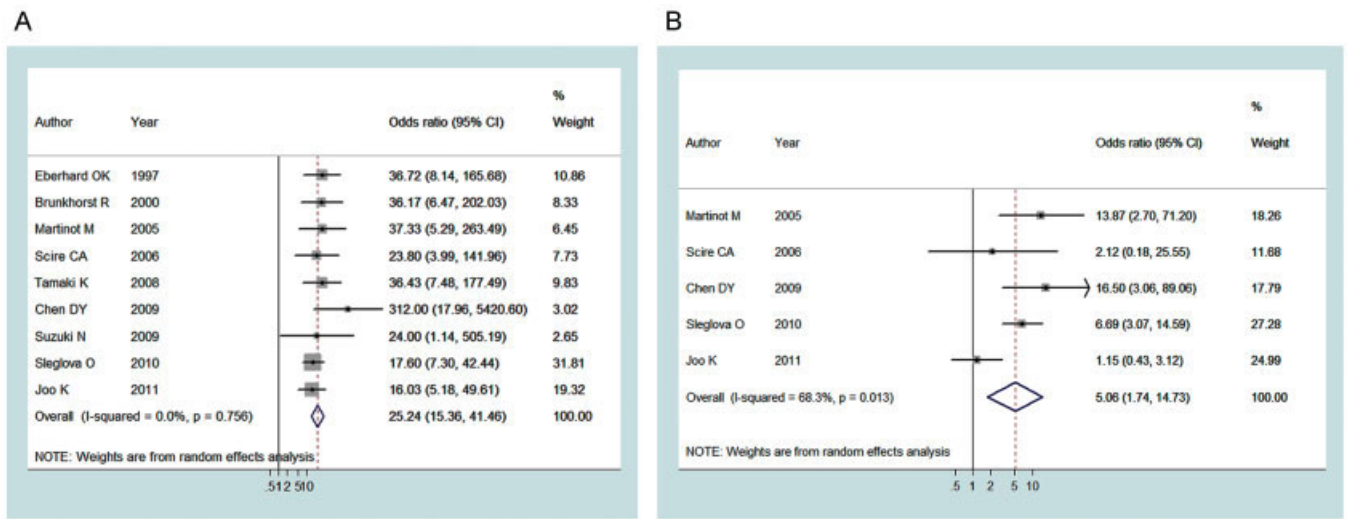 A
%
Author Year Odds ratio (95% CI) Weight
Eberhard OK 1997 36.72 (8.14, 165.68) 10.86
Brunkhorst R 2000 36.17 (6.47, 202.03) 8.33
Martinot M 2005 37.33 (5.29, 263.49) 6.45
Scire CA 2006 23.80 (3.99, 141.96) 7.73
Tamaki K 2008 36.43 (7.48, 177.49) 9.83
Chen DY 2009 312.00 (17.96, 5420.60) 3.02
Suzuki N 2009 24.00 (1.14, 505.19) 2.65
Sleglova O 2010 17.60 (7.30, 42.44) 31.81
Joo K 2011 16.03 (5.18, 49.61) 19.32
Overall (I-squared = 0.0%, p = 0.756) 25.24 (15.36, 41.46) 100.00
NOTE: Weights are from random effects analysis
.5 1 2 5 10
B
%
Author Year Odds ratio (95% CI) Weight
Martinot M 2005 13.87 (2.70, 71.20) 18.26
Scire CA 2006 2.12 (0.18, 25.55) 11.68
Chen DY 2009 16.50 (3.06, 89.06) 17.79
Sleglova O 2010 6.69 (3.07, 14.59) 27.28
Joo K 2011 1.15 (0.43, 3.12) 24.99
Overall (I-squared = 68.3%, p = 0.013) 5.06 (1.74, 14.73) 100.00
NOTE: Weights are from random effects analysis
.5 1 2 5 10